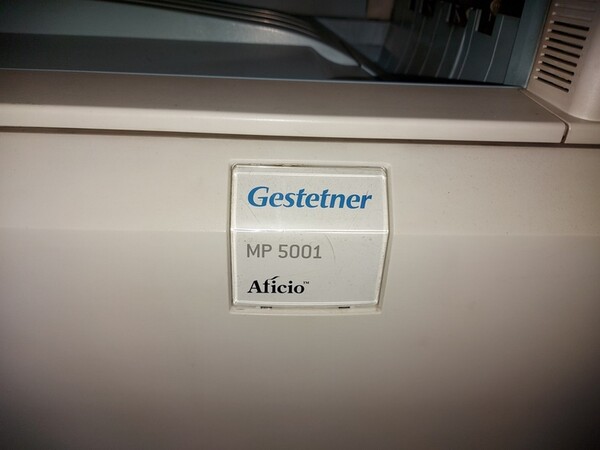 Gestetner
MP 5001
Aficio™